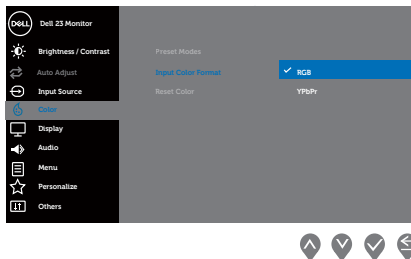 DELL Dell 23 Monitor
Brightness / Contrast
Auto Adjust
Input Source
Color
Display
Audio
Menu
Personalize
Others
Preset Modes
Input Color Format
Reset Color
RGB
YPbPr